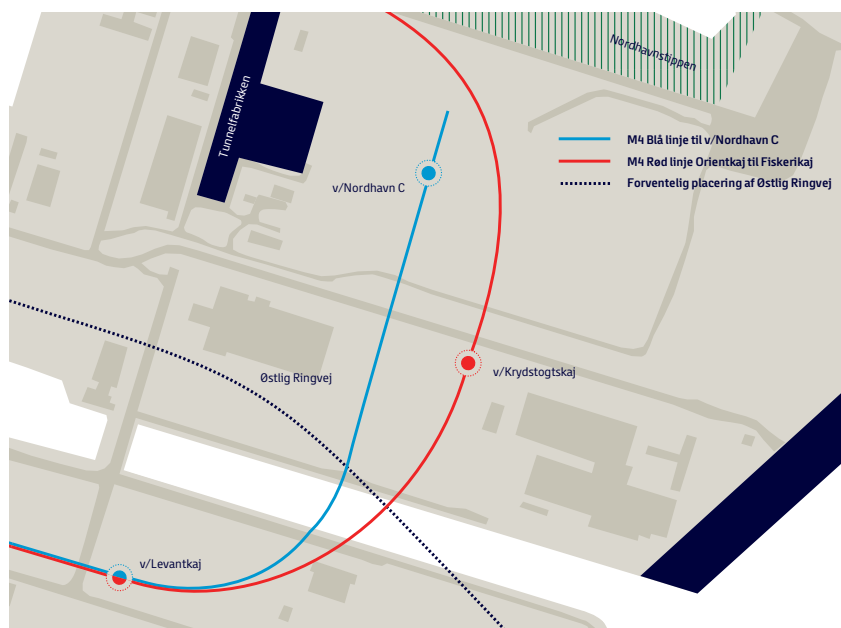 Nordhavnstippen
Tunnelfabrikken
M4 Blå linje til v/Nordhavn C
M4 Rød linje Orientkaj til Fiskerikaj
Forventelig placering af Østlig Ringvej
v/Nordhavn C
Østlig Ringvej
v/Krydstogtskaj
v/Levantkaj